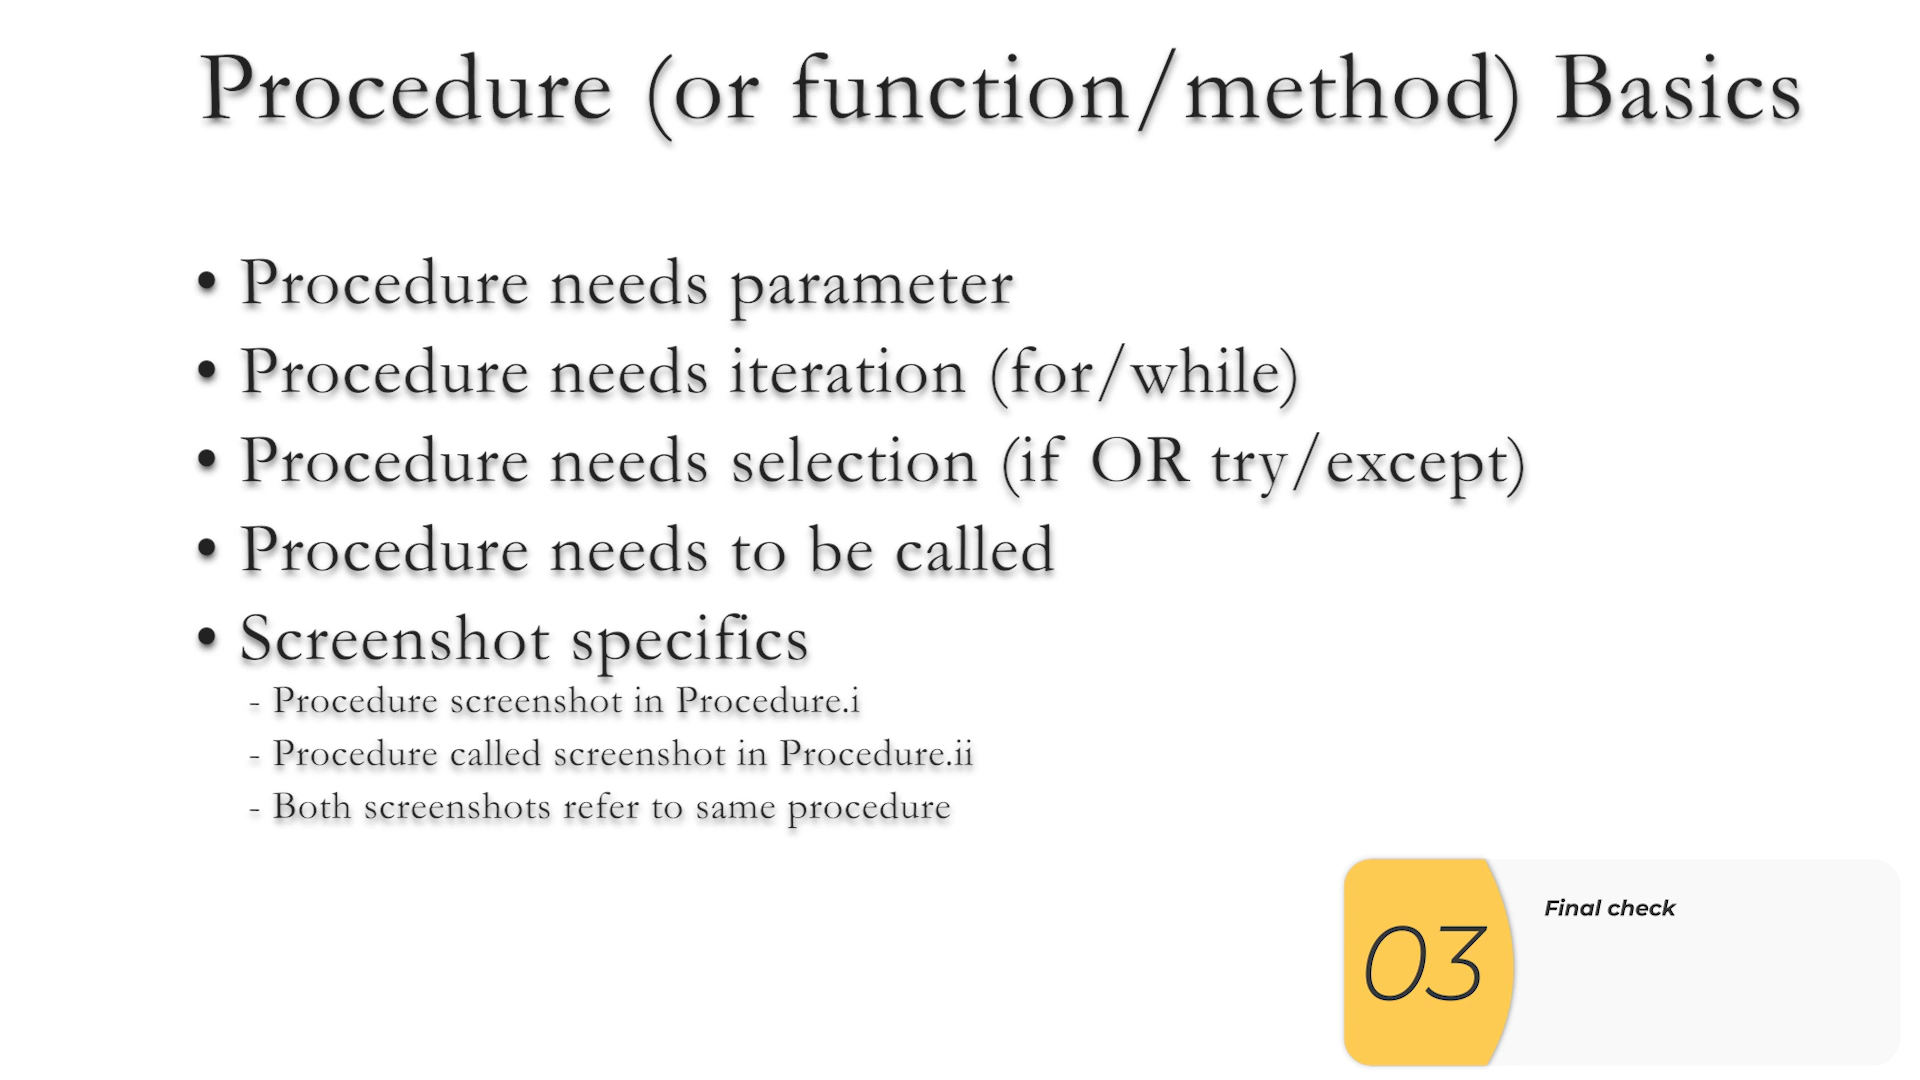 Procedure (or function/method) Basics
• Procedure needs parameter
• Procedure needs iteration (for/while)
• Procedure needs selection (if OR try/except)
• Procedure needs to be called
• Screenshot specifics
- Procedure screenshot in Procedure.i
- Procedure called screenshot in Procedure.ii
- Both screenshots refer to same procedure
03
Final check